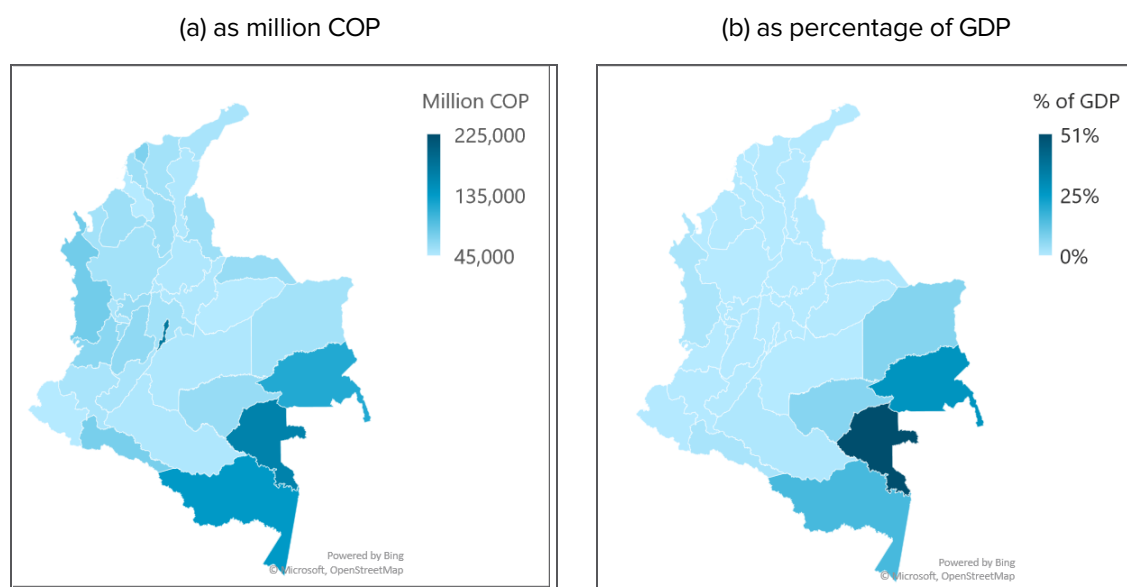 (a) as million COP
Million COP
225,000
135,000
45,000
Powered by Bing
© Microsoft, OpenStreetMap
(b) as percentage of GDP
% of GDP
51%
25%
0%
Powered by Bing
© Microsoft, OpenStreetMap